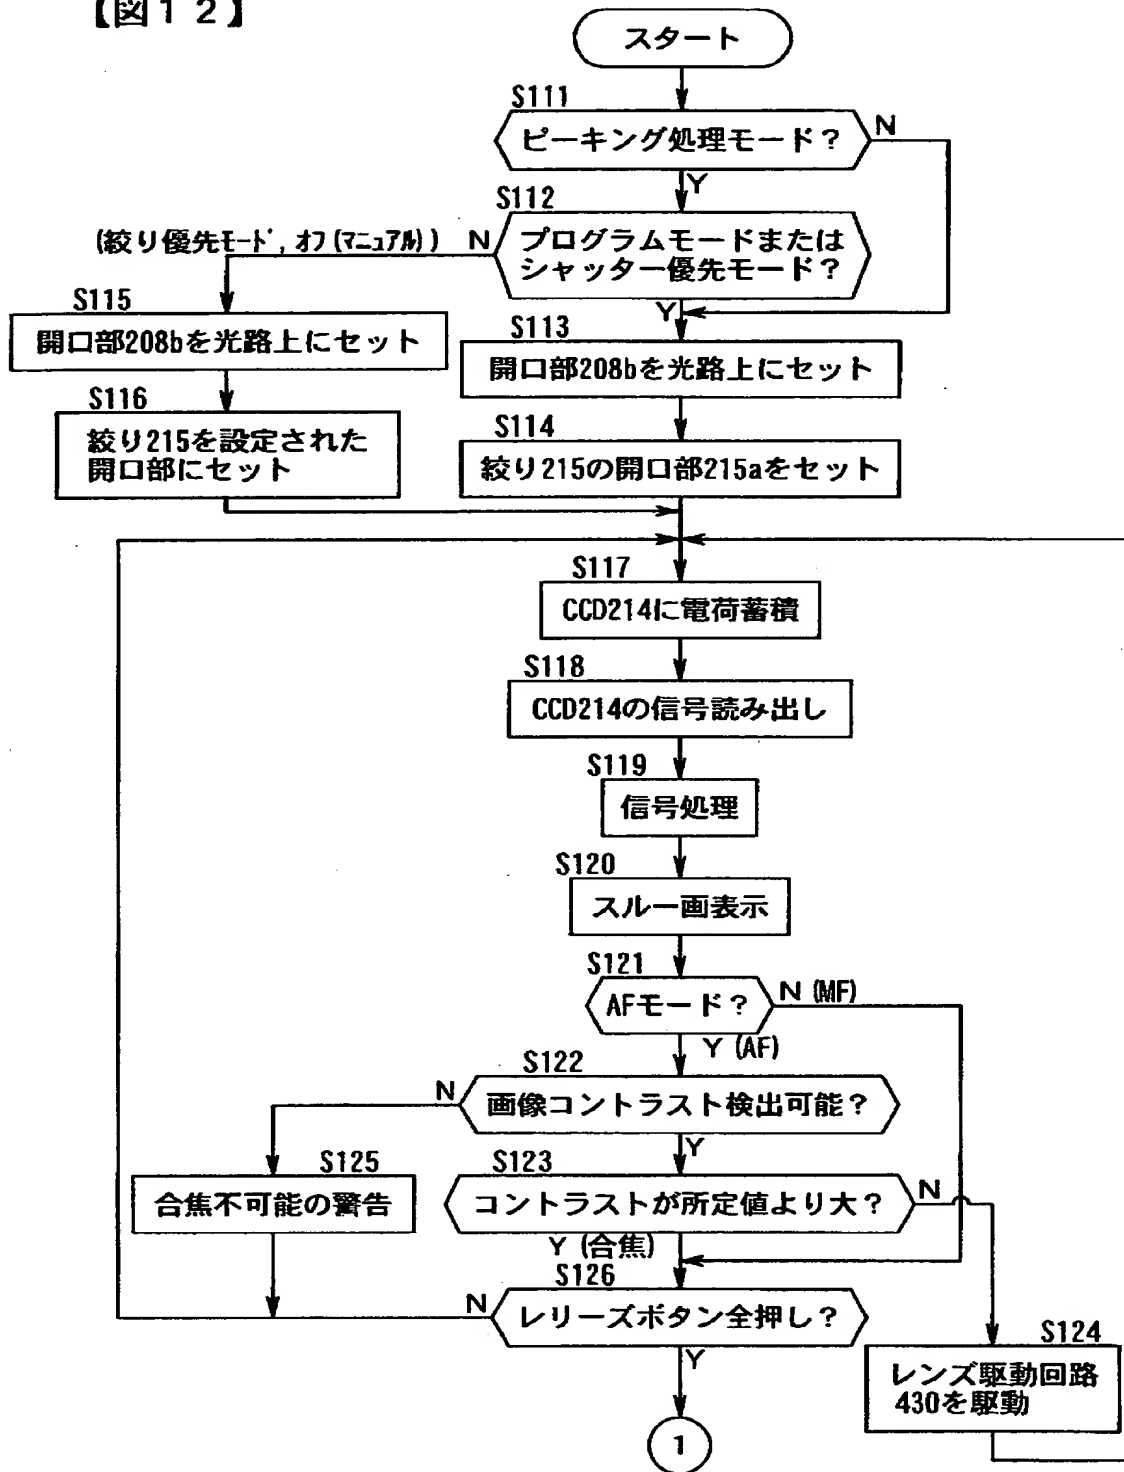 【図12】
スタート
S111
ピーキング処理モード?
N
Y
S112
プログラムモードまたは
シャッター優先モード?
(絞り優先ﾓｰﾄﾞ, ｵﾌ(ﾏﾆｭｱﾙ))
N
Y
S115
開口部208bを光路上にセット
S116
絞り215を設定された
開口部にセット
S113
開口部208bを光路上にセット
S114
絞り215の開口部215aをセット
S117
CCD214に電荷蓄積
S118
CCD214の信号読み出し
S119
信号処理
S120
スルー画表示
S121
AFモード?
N (MF)
Y (AF)
S122
画像コントラスト検出可能?
N
Y
S125
合焦不可能の警告
S123
コントラストが所定値より大?
N
Y (合焦)
S126
レリーズボタン全押し?
N
Y
S124
レンズ駆動回路
430を駆動
1